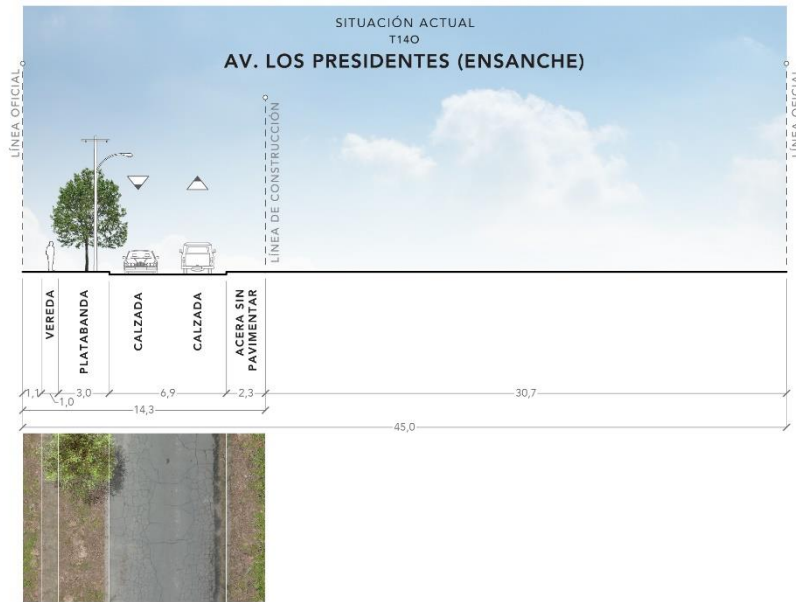 SITUACIÓN ACTUAL
T14O
AV. LOS PRESIDENTES (ENSANCHE)
LÍNEA OFICIAL
LÍNEA DE CONSTRUCCIÓN
LÍNEA OFICIAL
VEREDA
PLATABANDA
CALZADA
CALZADA
ACERA SIN
PAVIMENTAR
1,1
1,0
3,0
6,9
2,3
30,7
14,3
45,0